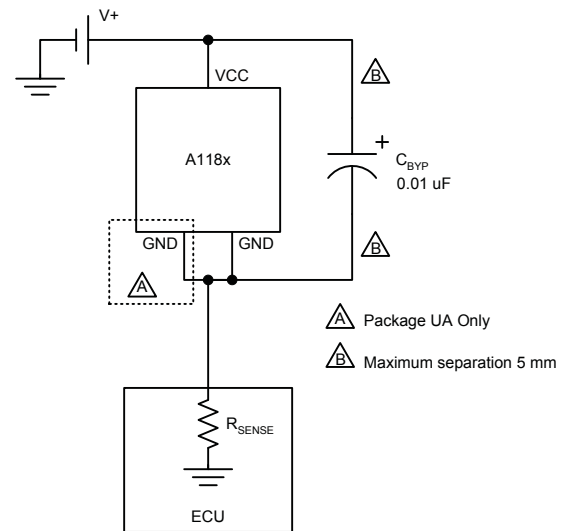 V+
VCC
B
A118x
+
C_BYP
0.01 uF
GND GND
B
A
A Package UA Only
B Maximum separation 5 mm
R_SENSE
ECU